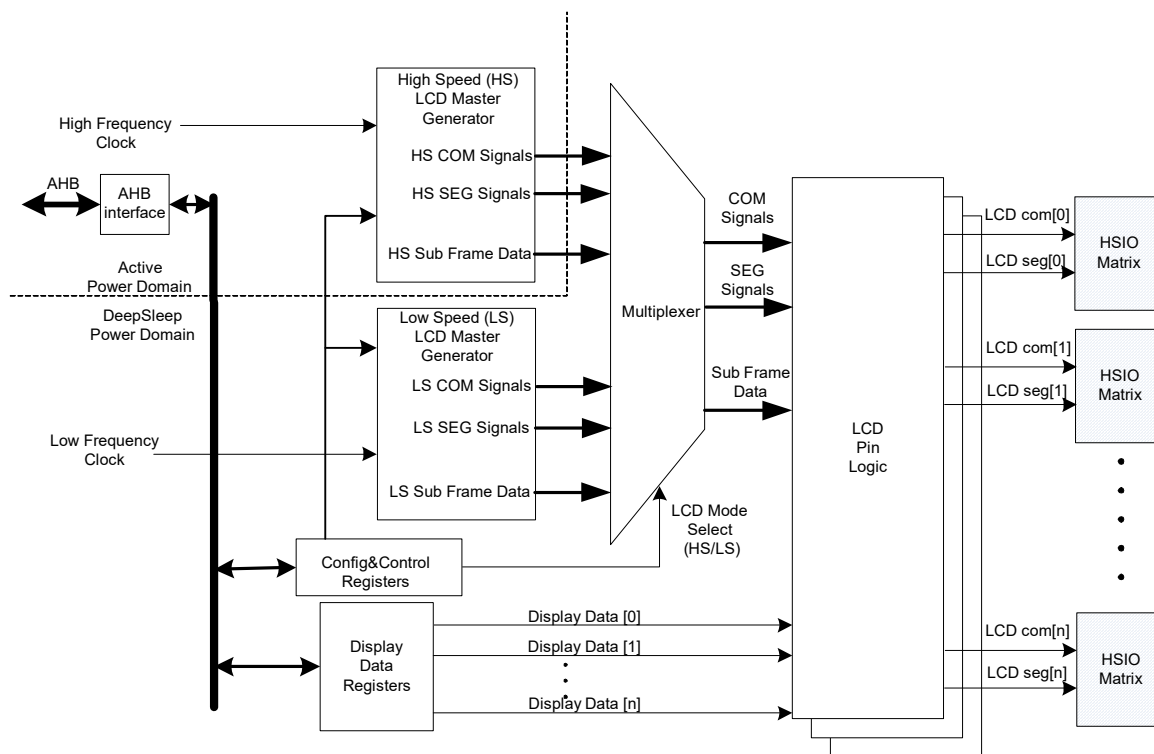 High Speed (HS)
LCD Master
Generator
High Frequency
Clock
HS COM Signals
AHB
AHB
interface
HS SEG Signals
HS Sub Frame Data
Active
Power Domain
DeepSleep
Power Domain
Low Speed (LS)
LCD Master
Generator
LS COM Signals
LS SEG Signals
Low Frequency
Clock
LS Sub Frame Data
Multiplexer
COM
Signals
SEG
Signals
Sub Frame
Data
LCD Mode
Select
(HS/LS)
Config&Control
Registers
Display
Data
Registers
Display Data [0]
Display Data [1]
Display Data [n]
LCD
Pin
Logic
LCD com[0]
LCD seg[0]
HSIO
Matrix
LCD com[1]
LCD seg[1]
HSIO
Matrix
LCD com[n]
LCD seg[n]
HSIO
Matrix